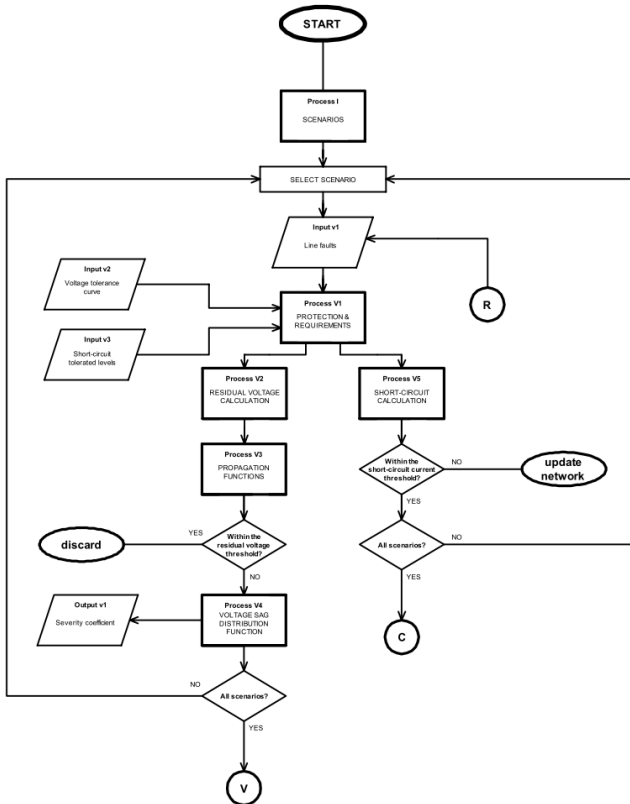 START
Process I
SCENARIOS
SELECT SCENARIO
Input v1
Line faults
Input v2
Voltage tolerance
curve
R
Process V1
PROTECTION &
REQUIREMENTS
Input v3
Short-circuit
tolerated levels
Process V2
RESIDUAL VOLTAGE
CALCULATION
Process V5
SHORT-CIRCUIT
CALCULATION
Process V3
PROPAGATION
FUNCTIONS
Within the
short-circuit current
threshold?
NO
update
network
YES
YES
discard
Within the
residual voltage
threshold?
All scenarios?
NO
NO
YES
Output v1
Severity coefficient
Process V4
VOLTAGE SAG
DISTRIBUTION
FUNCTION
C
NO
All scenarios?
YES
V